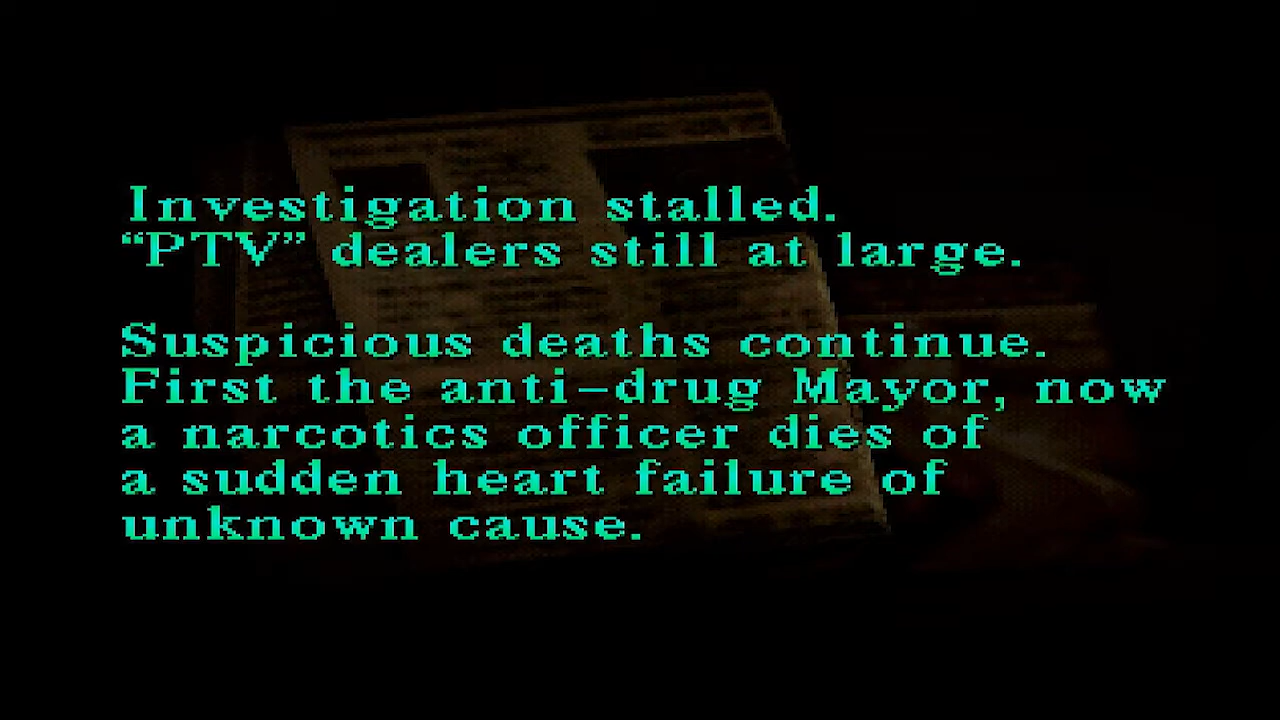 Investigation stalled.
“PTV” dealers still at large.
Suspicious deaths continue.
First the anti-drug Mayor, now
a narcotics officer dies of
a sudden heart failure of
unknown cause.